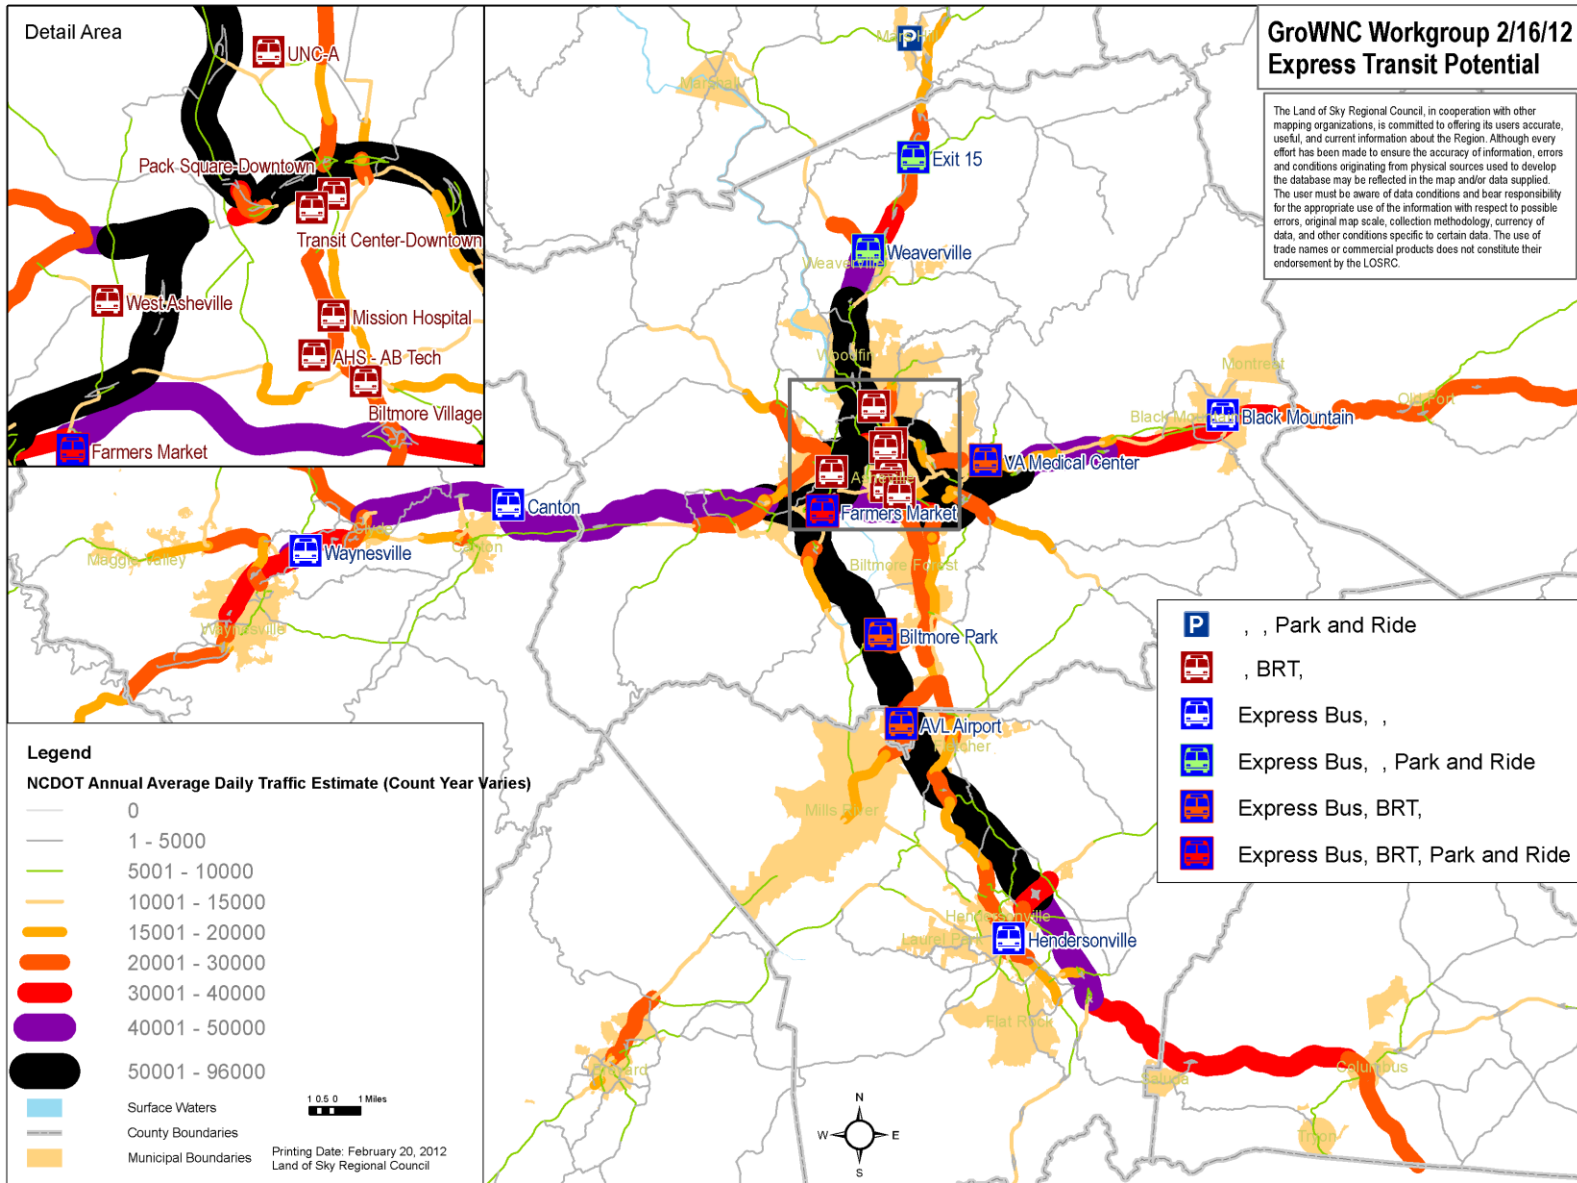 Detail Area
UNC-A
Pack Square-Downtown
Transit Center-Downtown
West Asheville
Mission Hospital
AHS - AB Tech
Biltmore Village
Farmers Market
GroWNC Workgroup 2/16/12
Express Transit Potential
The Land of Sky Regional Council, in cooperation with other
mapping organizations, is committed to offering its users accurate,
useful, and current information about the Region. Although every
effort has been made to ensure the accuracy of information, errors
and conditions originating from physical sources used to develop
the database may be reflected in the map and/or data supplied.
The user must be aware of data conditions and bear responsibility
for the appropriate use of the information with respect to possible
errors, original map scale, collection methodology, currency of
data, and other conditions specific to certain data. The use of
trade names or commercial products does not constitute their
endorsement by the LOSRC.
Mars Hill
P
Marshall
Exit 15
Weaverville
Weaverville
Woodfin
Montreat
Old Fort
Black Mountain
Black Mountain
VA Medical Center
Asheville
Farmers Market
Canton
Clyde
Canton
Waynesville
Maggie Valley
Waynesville
Biltmore Forest
Biltmore Park
AVL Airport
Fletcher
Mills River
Hendersonville
Laurel Park
Hendersonville
Flat Rock
Saluda
Columbus
Tryon
Brevard
P , , Park and Ride
, BRT,
Express Bus, ,
Express Bus, , Park and Ride
Express Bus, BRT,
Express Bus, BRT, Park and Ride
Legend
NCDOT Annual Average Daily Traffic Estimate (Count Year Varies)
0
1 - 5000
5001 - 10000
10001 - 15000
15001 - 20000
20001 - 30000
30001 - 40000
40001 - 50000
50001 - 96000
Surface Waters
County Boundaries
Municipal Boundaries
1 0.5 0 1 Miles
Printing Date: February 20, 2012
Land of Sky Regional Council
N
W E
S